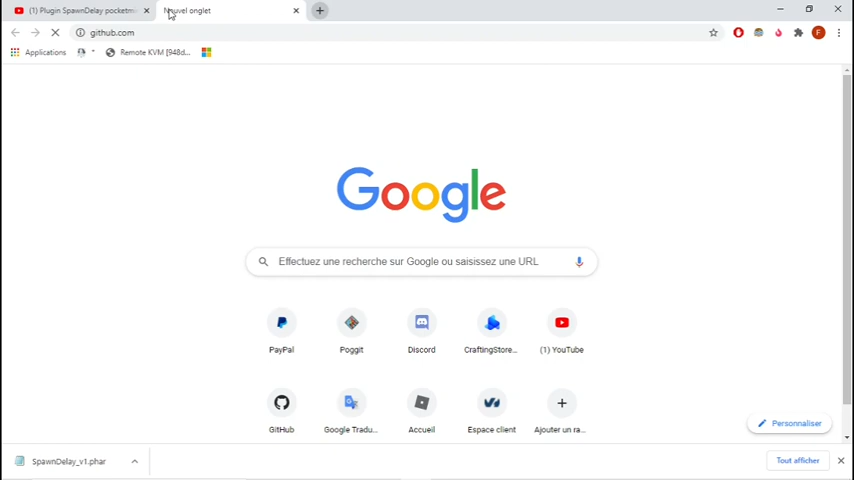 (1) Plugin SpawnDelay pocketm
Nouvel onglet
github.com
Applications
Remote KVM [948d...
Google
Effectuez une recherche sur Google ou saisissez une URL
PayPal
Poggit
Discord
CraftingStore...
(1) YouTube
GitHub
Google Tradu...
Accueil
Espace client
Ajouter un ra...
Personnaliser
SpawnDelay_v1.phar
Tout afficher